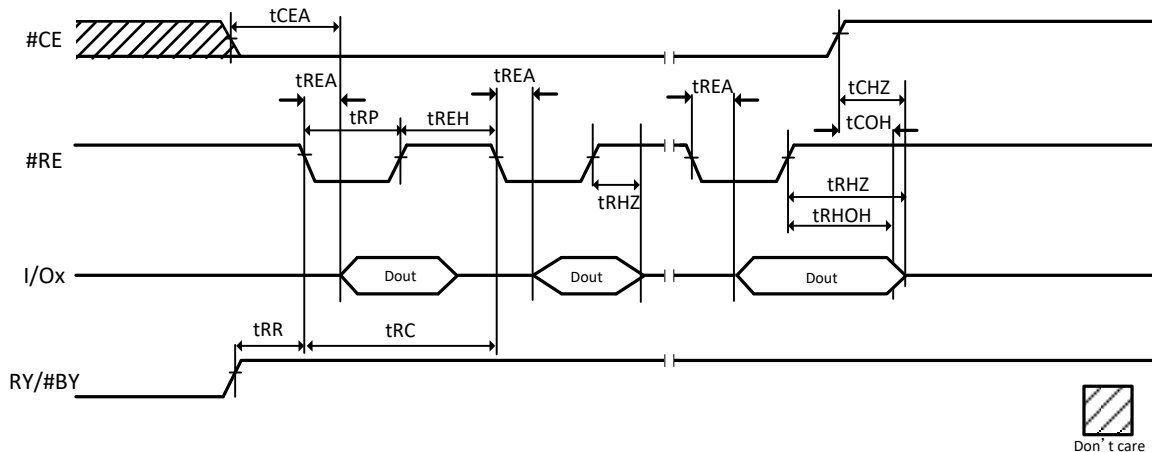 tCEA
#CE
tREA
tREA
tREA
tCHZ
tRP
tREH
tCOH
#RE
tRHZ
tRHZ
tRHOH
I/Ox
Dout
Dout
Dout
tRR
tRC
RY/#BY
Don't care